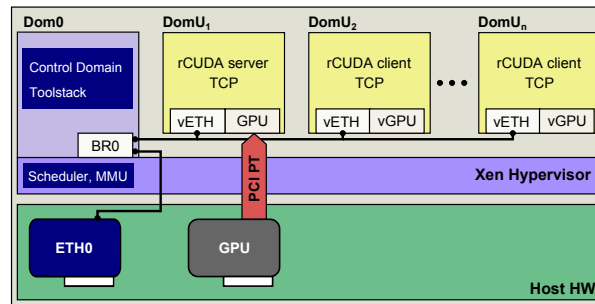 Dom0
DomU1
DomU2
DomUn
Control Domain
Toolstack
rCUDA server
TCP
rCUDA client
TCP
rCUDA client
TCP
vETH
GPU
vETH
vGPU
vETH
vGPU
BR0
Scheduler, MMU
Xen Hypervisor
PCI PT
ETH0
GPU
Host HW